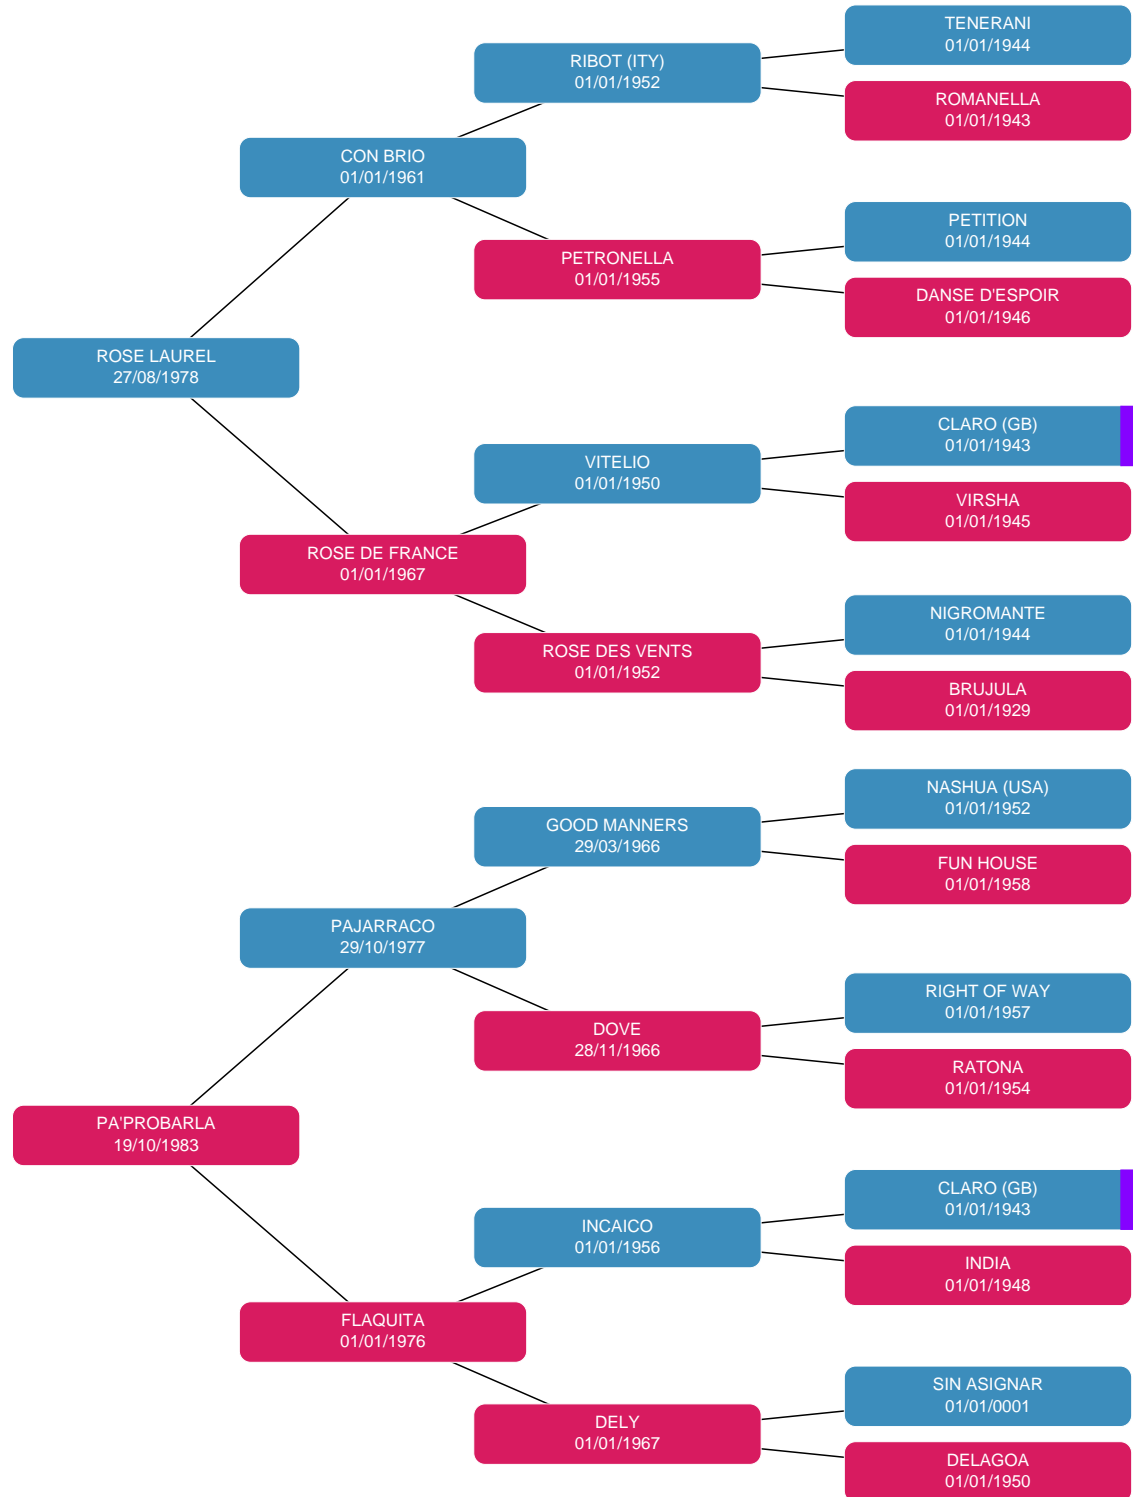 TENERANI
01/01/1944
RIBOT (ITY)
01/01/1952
ROMANELLA
01/01/1943
CON BRIO
01/01/1961
PETITION
01/01/1944
PETRONELLA
01/01/1955
DANSE D'ESPOIR
01/01/1946
ROSE LAUREL
27/08/1978
CLARO (GB)
01/01/1943
VITELIO
01/01/1950
VIRSHA
01/01/1945
ROSE DE FRANCE
01/01/1967
NIGROMANTE
01/01/1944
ROSE DES VENTS
01/01/1952
BRUJULA
01/01/1929
NASHUA (USA)
01/01/1952
GOOD MANNERS
29/03/1966
FUN HOUSE
01/01/1958
PAJARRACO
29/10/1977
RIGHT OF WAY
01/01/1957
DOVE
28/11/1966
RATONA
01/01/1954
PA'PROBARLA
19/10/1983
CLARO (GB)
01/01/1943
INCAICO
01/01/1956
INDIA
01/01/1948
FLAQUITA
01/01/1976
SIN ASIGNAR
01/01/0001
DELY
01/01/1967
DELAGOA
01/01/1950